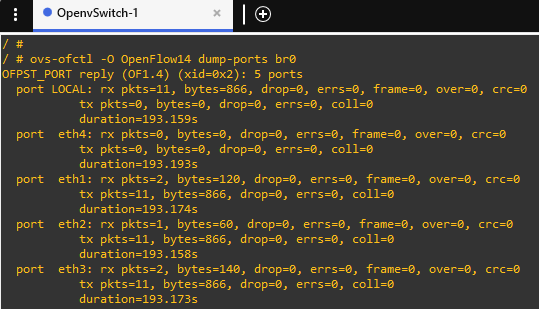 OpenvSwitch-1
/ #
/ # ovs-ofctl -O OpenFlow14 dump-ports br0
OFPST_PORT reply (OF1.4) (xid=0x2): 5 ports
  port LOCAL: rx pkts=11, bytes=866, drop=0, errs=0, frame=0, over=0, crc=0
           tx pkts=0, bytes=0, drop=0, errs=0, coll=0
           duration=193.159s
  port  eth4: rx pkts=0, bytes=0, drop=0, errs=0, frame=0, over=0, crc=0
           tx pkts=0, bytes=0, drop=0, errs=0, coll=0
           duration=193.193s
  port  eth1: rx pkts=2, bytes=120, drop=0, errs=0, frame=0, over=0, crc=0
           tx pkts=11, bytes=866, drop=0, errs=0, coll=0
           duration=193.174s
  port  eth2: rx pkts=1, bytes=60, drop=0, errs=0, frame=0, over=0, crc=0
           tx pkts=11, bytes=866, drop=0, errs=0, coll=0
           duration=193.158s
  port  eth3: rx pkts=2, bytes=140, drop=0, errs=0, frame=0, over=0, crc=0
           tx pkts=11, bytes=866, drop=0, errs=0, coll=0
           duration=193.173s